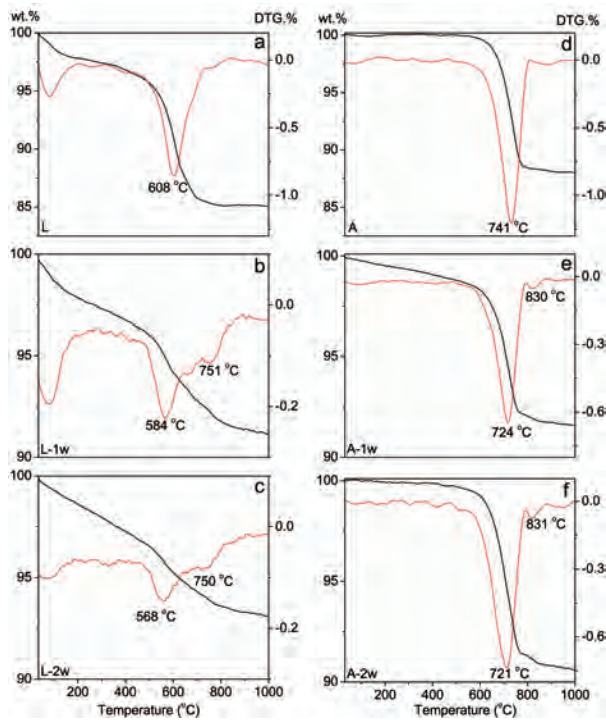 wt.% DTG.% wt.% DTG.%
100 a 0.0 100 d 0.0
95 95
-0.5 -0.5
90 90
608 °C
-1.0 -1.0
85 85
L A 741 °C
100 b 100 e 0.0
0.0 830 °C
-0.2
95 95
751 °C -0.4
-0.2
584 °C 724 °C -0.6
90 L-1w 90 A-1w
100 c 100 f 0.0
0.0 831 °C
-0.3
95 95
750 °C
568 °C -0.2 -0.6
721 °C
90 L-2w 90 A-2w
200 400 600 800 1000 200 400 600 800 1000
Temperature (°C) Temperature (°C)